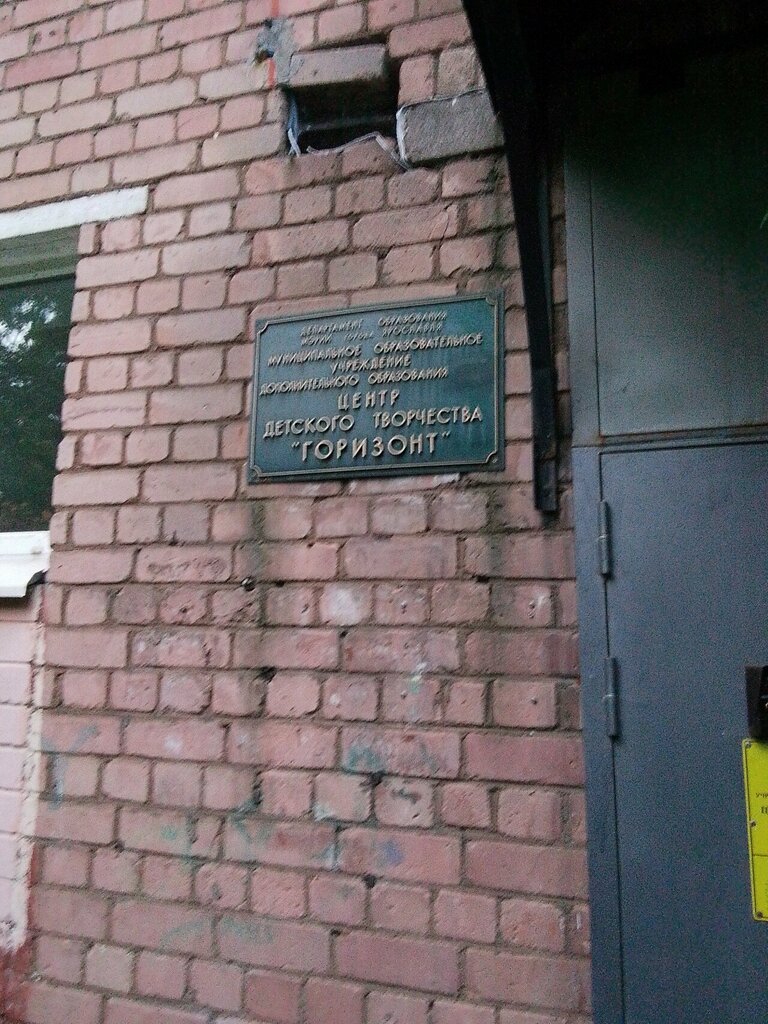 ДЕПАРТАМЕНТ ОБРАЗОВАНИЯ
МЭРИИ ГОРОДА ЯРОСЛАВЛЯ
МУНИЦИПАЛЬНОЕ ОБРАЗОВАТЕЛЬНОЕ
УЧРЕЖДЕНИЕ
ДОПОЛНИТЕЛЬНОГО ОБРАЗОВАНИЯ
ЦЕНТР
ДЕТСКОГО ТВОРЧЕСТВА
"ГОРИЗОНТ"